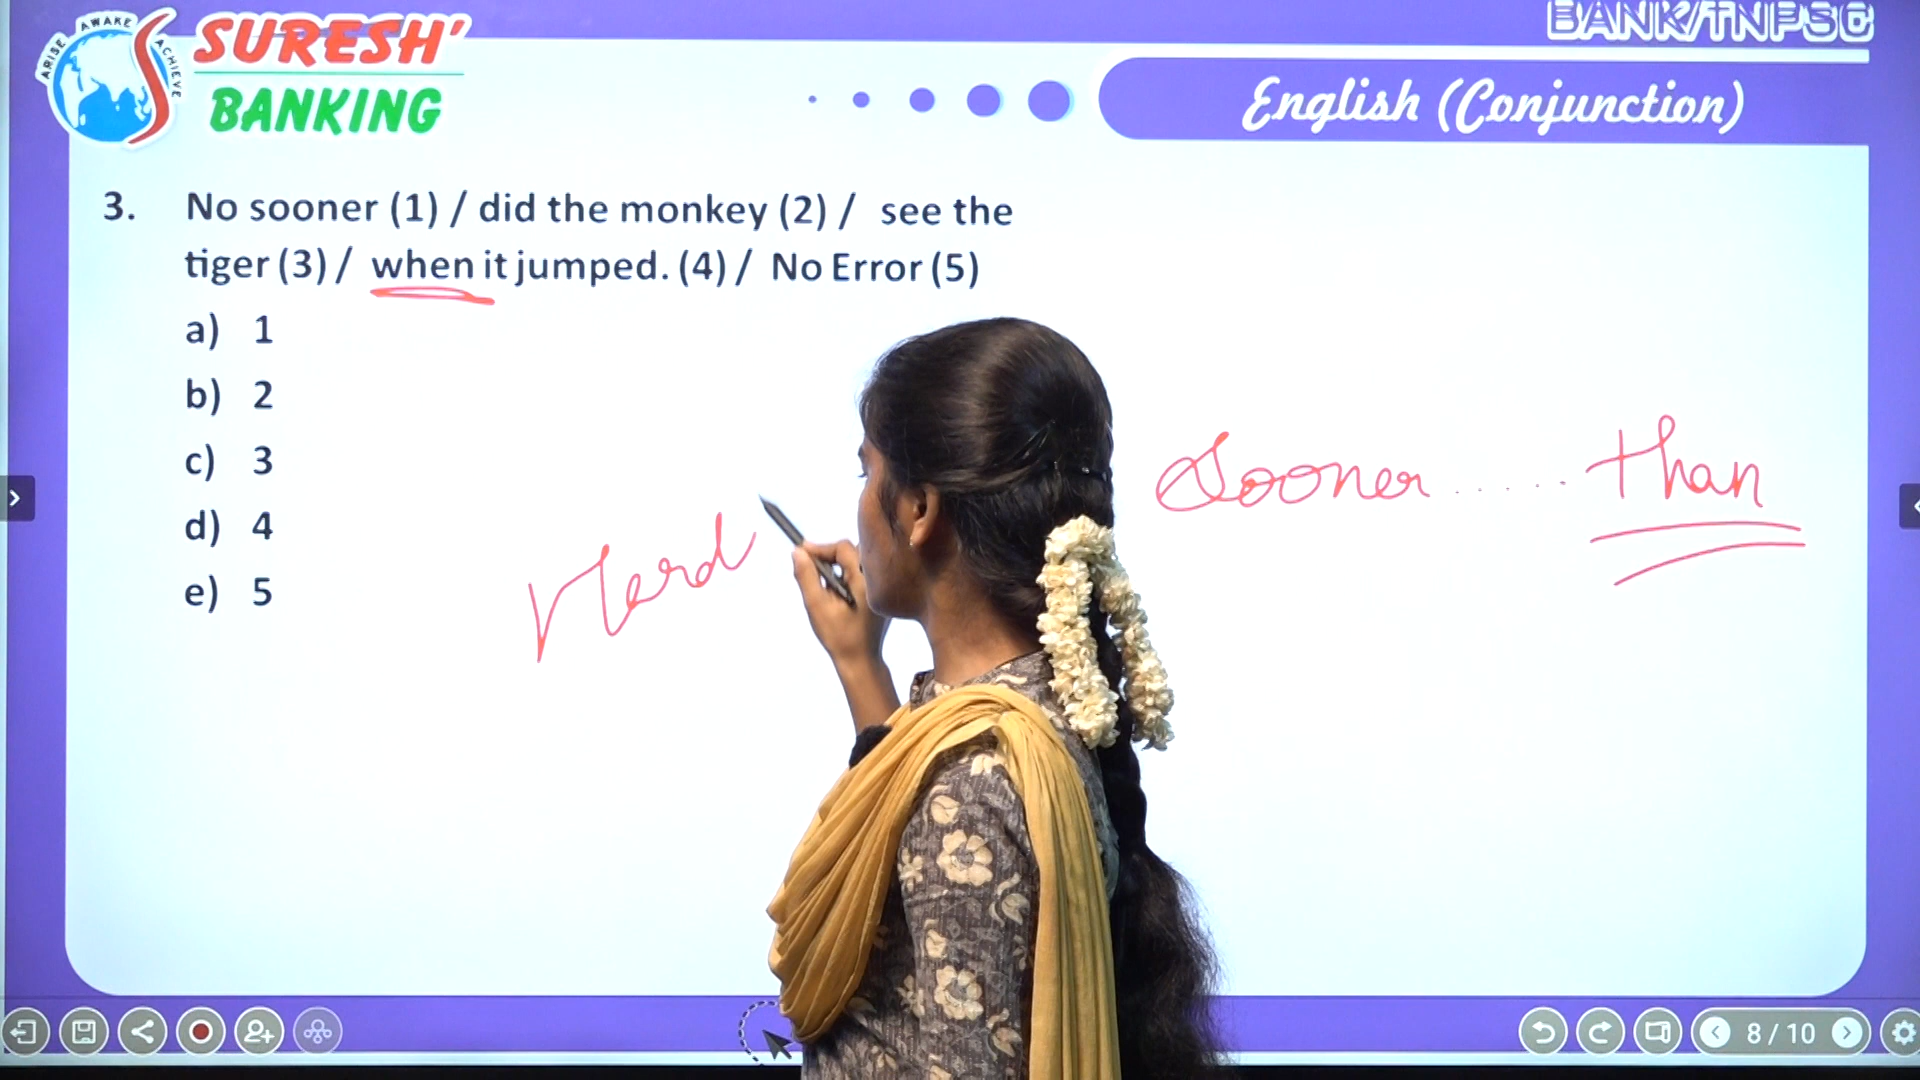 ARISE AWAKE ACHIEVE
SURESH'
BANKING
BANK/TNPSC
English (Conjunction)
3. No sooner (1) / did the monkey (2) / see the
tiger (3) / when it jumped. (4) / No Error (5)
a) 1
b) 2
c) 3
d) 4
e) 5
Sooner ..... than
8 / 10